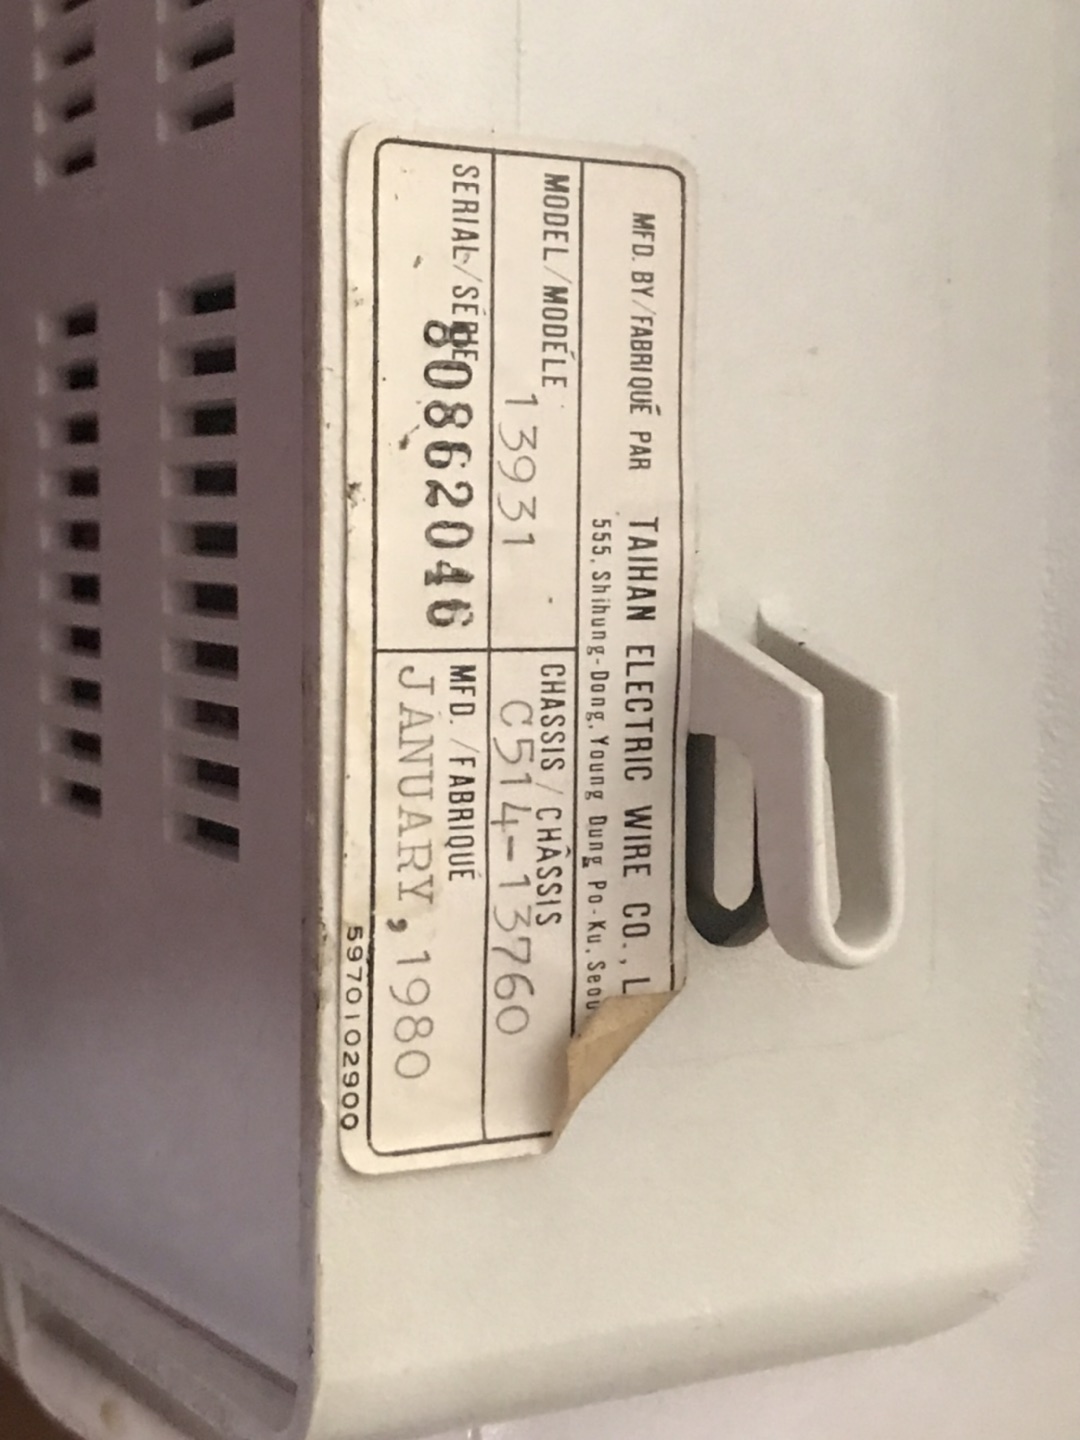 MFD. BY/FABRIQUÉ PAR TAIHAN ELECTRIC WIRE CO., L
555, Shihung-Dong, Young Dung Po-Ku, Seou
MODEL/MODÉLE 13931
CHASSIS/CHÂSSIS C514-13760
SERIAL/SÉRIE 80862046
MFD./FABRIQUÉ JANUARY, 1980
5970102900